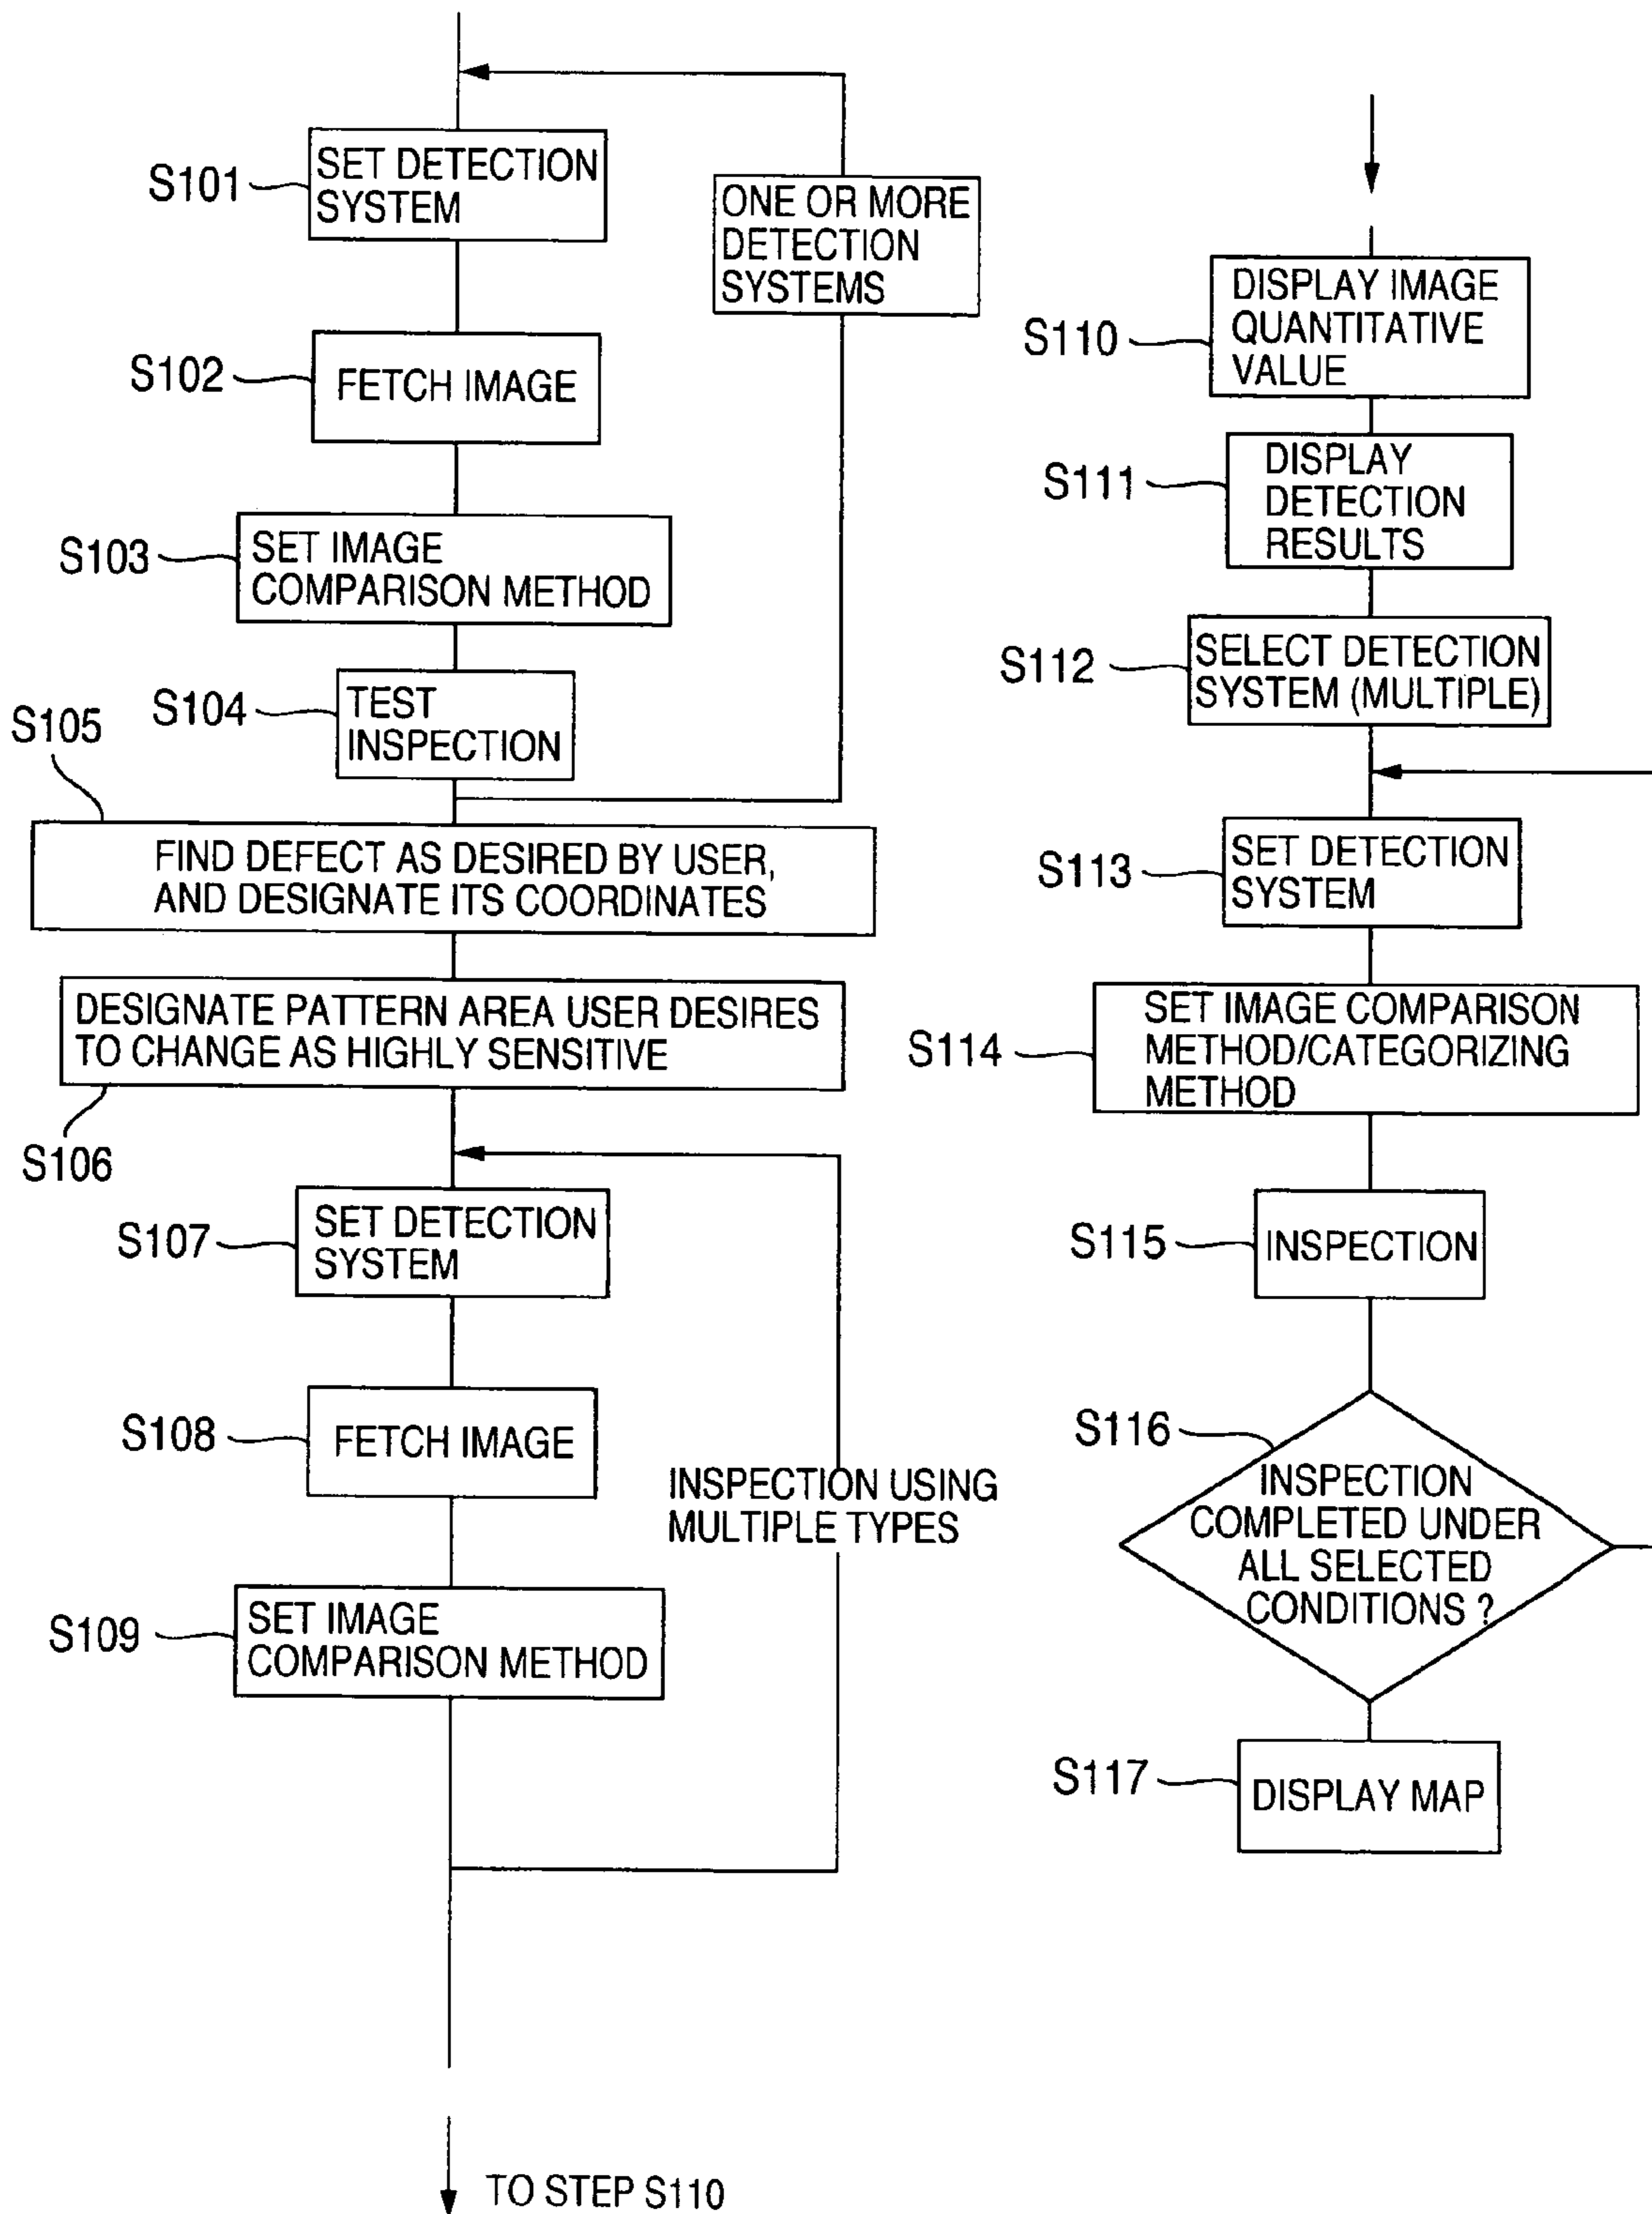 S101
SET DETECTION
SYSTEM
ONE OR MORE
DETECTION
SYSTEMS
S102
FETCH IMAGE
S103
SET IMAGE
COMPARISON METHOD
S104
TEST
INSPECTION
S105
FIND DEFECT AS DESIRED BY USER,
AND DESIGNATE ITS COORDINATES
DESIGNATE PATTERN AREA USER DESIRES
TO CHANGE AS HIGHLY SENSITIVE
S106
S107
SET DETECTION
SYSTEM
S108
FETCH IMAGE
INSPECTION USING
MULTIPLE TYPES
S109
SET IMAGE
COMPARISON METHOD
TO STEP S110
S110
DISPLAY IMAGE
QUANTITATIVE
VALUE
S111
DISPLAY
DETECTION
RESULTS
S112
SELECT DETECTION
SYSTEM (MULTIPLE)
S113
SET DETECTION
SYSTEM
S114
SET IMAGE COMPARISON
METHOD/CATEGORIZING
METHOD
S115
INSPECTION
S116
INSPECTION
COMPLETED UNDER
ALL SELECTED
CONDITIONS ?
S117
DISPLAY MAP